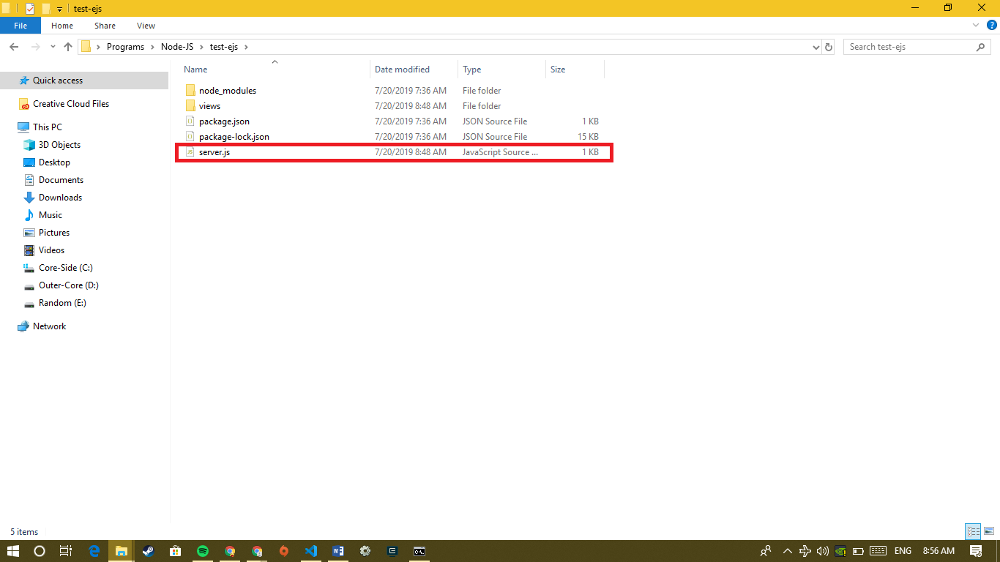 test-ejs
File Home Share View
Programs Node-JS test-ejs Search test-ejs
Name Date modified Type Size
Quick access
Creative Cloud Files
This PC
3D Objects
Desktop
Documents
Downloads
Music
Pictures
Videos
Core-Side (C:)
Outer-Core (D:)
Random (E:)
Network
node_modules 7/20/2019 7:36 AM File folder
views 7/20/2019 8:48 AM File folder
package.json 7/20/2019 7:36 AM JSON Source File 1 KB
package-lock.json 7/20/2019 7:36 AM JSON Source File 15 KB
server.js 7/20/2019 8:48 AM JavaScript Source ... 1 KB
5 items
ENG 8:56 AM